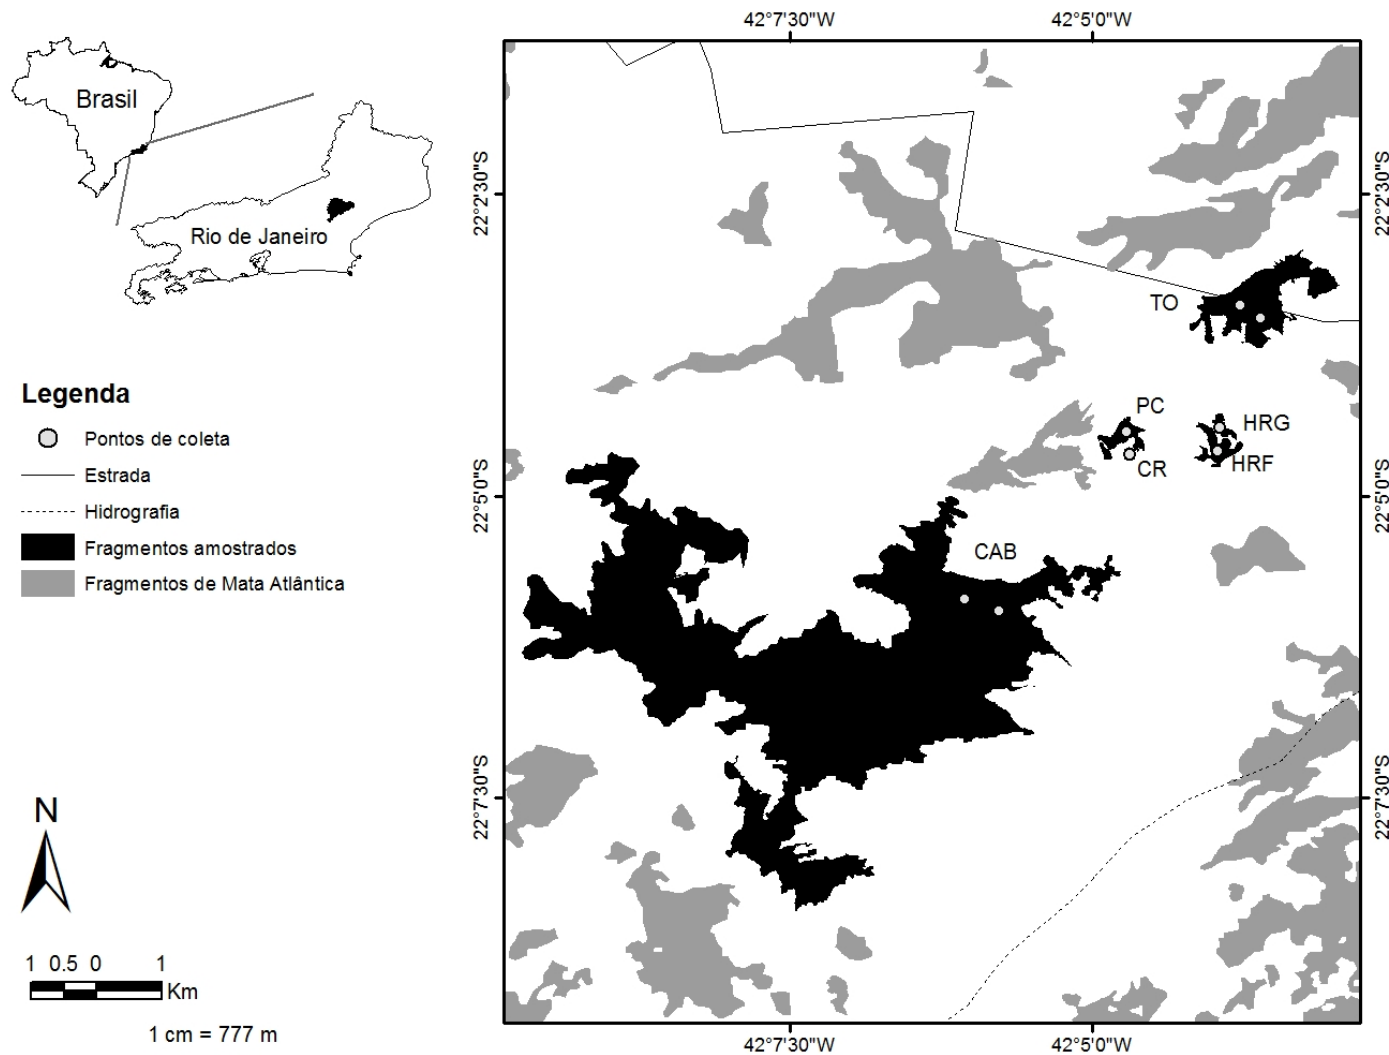 42°7'30"W 42°5'0"W
Brasil
Rio de Janeiro
22°2'30"S 22°2'30"S
TO
Legenda
Pontos de coleta
Estrada
Hidrografia
Fragmentos amostrados
Fragmentos de Mata Atlântica
PC
HRG
CR
HRF
22°5'0"S 22°5'0"S
CAB
22°7'30"S 22°7'30"S
N
1 0.5 0 1
Km
1 cm = 777 m
42°7'30"W 42°5'0"W